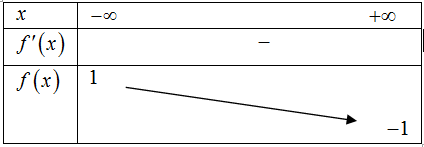 x −∞ +∞
f′(x) −
f(x) 1
−1